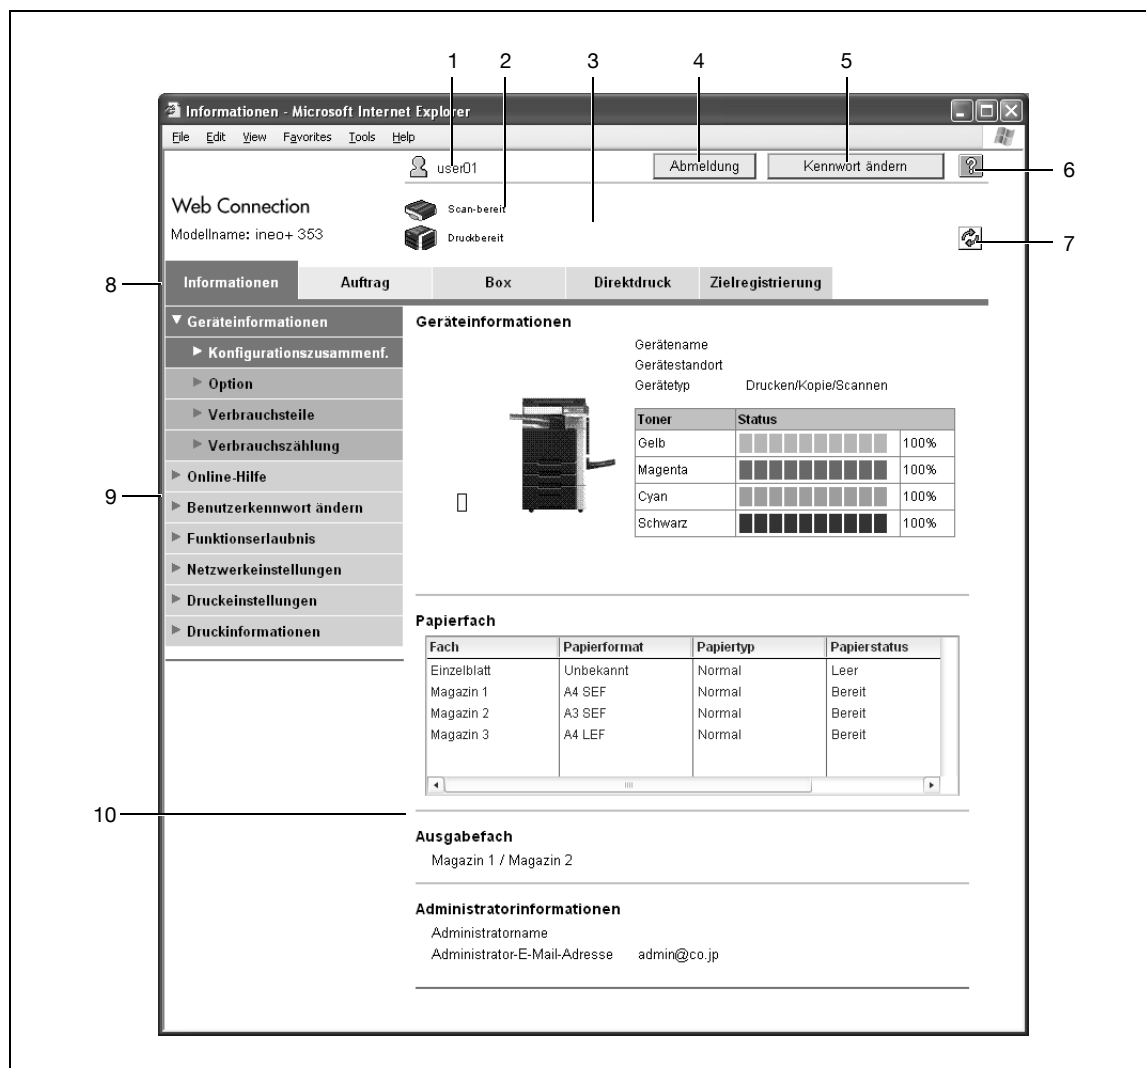 1 2 3 4 5
Informationen - Microsoft Internet Explorer
File Edit View Favorites Tools Help
user01 Abmeldung Kennwort ändern 6
Web Connection Scan-bereit
Modellname: ineo+ 353 Druckbereit 7
8 Informationen Auftrag Box Direktdruck Zielregistrierung
Geräteinformationen
Konfigurationszusammenf.
Option
Verbrauchsteile
Verbrauchszählung
Online-Hilfe
9
Benutzerkennwort ändern
Funktionserlaubnis
Netzwerkeinstellungen
Druckeinstellungen
Druckinformationen
Geräteinformationen
Gerätename
Gerätestandort
Gerätetyp Drucken/Kopie/Scannen
Toner Status
Gelb 100%
Magenta 100%
Cyan 100%
Schwarz 100%
Papierfach
Fach Papierformat Papiertyp Papierstatus
Einzelblatt Unbekannt Normal Leer
Magazin 1 A4 SEF Normal Bereit
Magazin 2 A3 SEF Normal Bereit
Magazin 3 A4 LEF Normal Bereit
10
Ausgabefach
Magazin 1 / Magazin 2
Administratorinformationen
Administratorname
Administrator-E-Mail-Adresse admin@co.jp